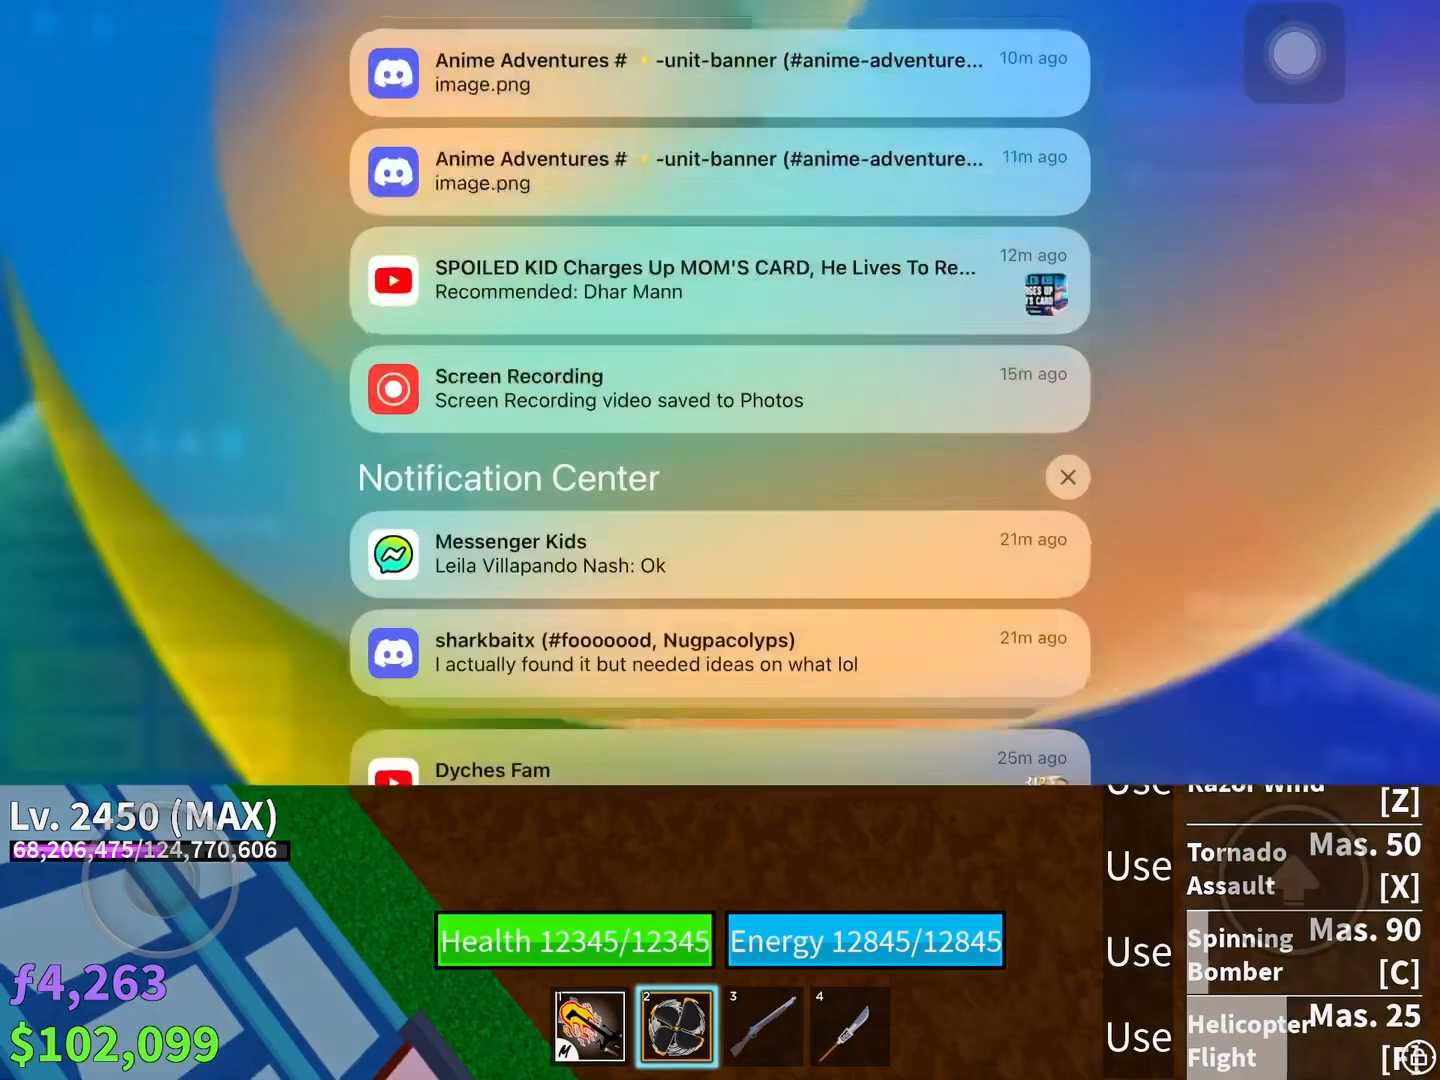 Anime Adventures # -unit-banner (#anime-adventure... 10m ago
image.png
Anime Adventures # -unit-banner (#anime-adventure... 11m ago
image.png
SPOILED KID Charges Up MOM'S CARD, He Lives To Re... 12m ago
Recommended: Dhar Mann
Screen Recording 15m ago
Screen Recording video saved to Photos
Notification Center
Messenger Kids 21m ago
Leila Villapando Nash: Ok
sharkbaitx (#fooooood, Nugpacolyps) 21m ago
I actually found it but needed ideas on what lol
Dyches Fam 25m ago
Lv. 2450 (MAX)
68,206,475/124,770,606
ƒ4,263
$102,099
Health 12345/12345
Energy 12845/12845
1
2
3
4
M
Use Razor Wind [Z]
Use Tornado Assault Mas. 50 [X]
Use Spinning Bomber Mas. 90 [C]
Use Helicopter Flight Mas. 25 [F]